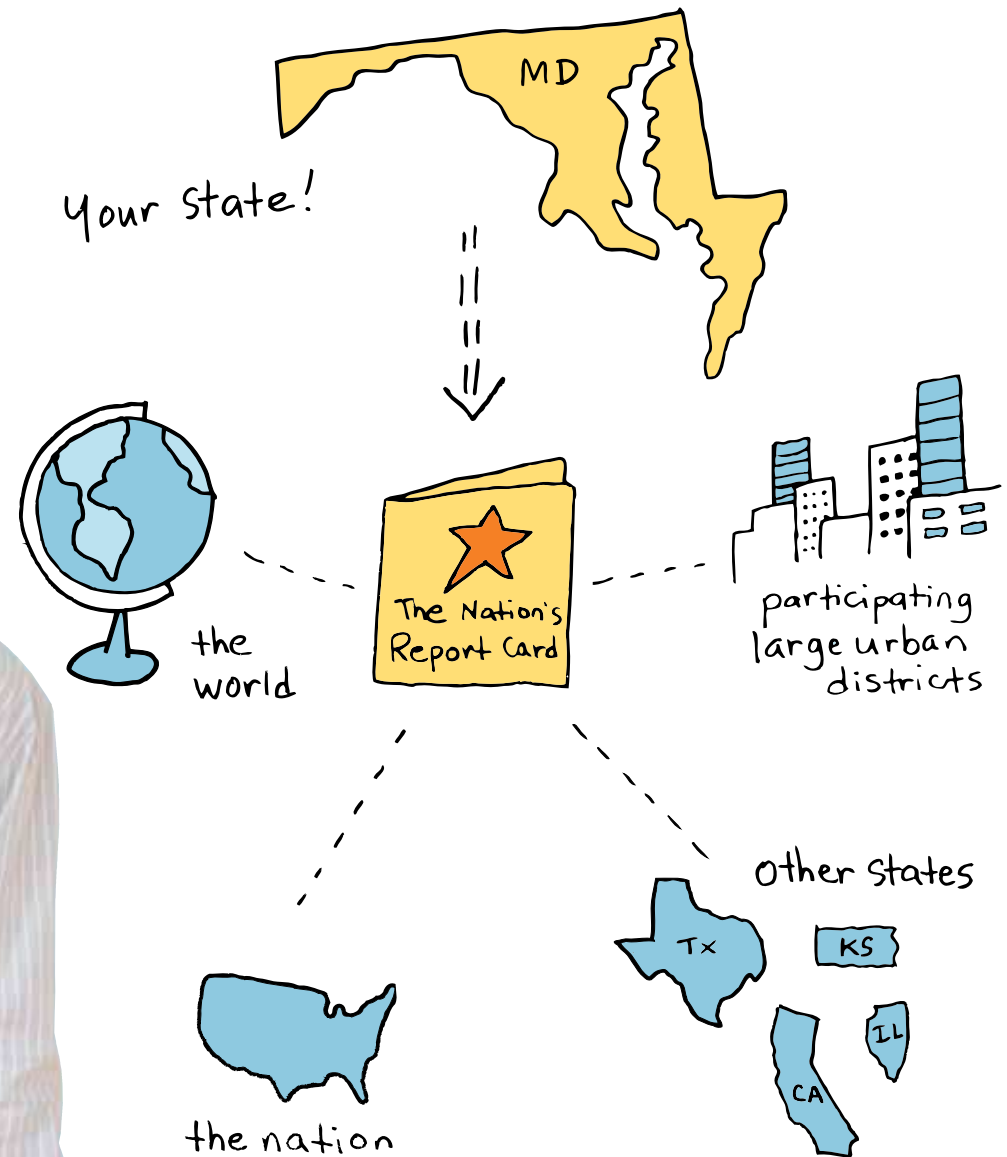 MD
Your State!
The Nation's
Report Card
the
world
participating
large urban
districts
Other States
TX
KS
IL
CA
the nation